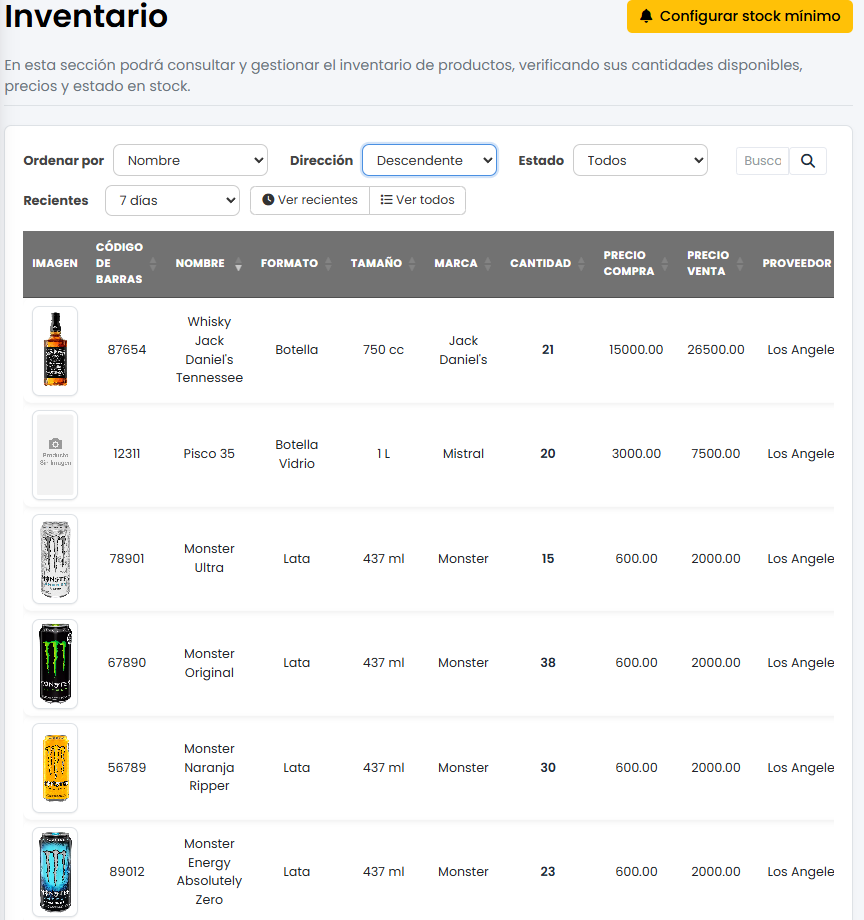 Inventario
Configurar stock mínimo
En esta sección podrá consultar y gestionar el inventario de productos, verificando sus cantidades disponibles,
precios y estado en stock.
Ordenar por Nombre Dirección Descendente Estado Todos Busca
Recientes 7 días Ver recientes Ver todos
IMAGEN CÓDIGO DE BARRAS NOMBRE FORMATO TAMAÑO MARCA CANTIDAD PRECIO COMPRA PRECIO VENTA PROVEEDOR
87654 Whisky Jack Daniel's Tennessee Botella 750 cc Jack Daniel's 21 15000.00 26500.00 Los Angele
Producto
Sin Imagen
12311 Pisco 35 Botella Vidrio 1 L Mistral 20 3000.00 7500.00 Los Angele
78901 Monster Ultra Lata 437 ml Monster 15 600.00 2000.00 Los Angele
67890 Monster Original Lata 437 ml Monster 38 600.00 2000.00 Los Angele
56789 Monster Naranja Ripper Lata 437 ml Monster 30 600.00 2000.00 Los Angele
89012 Monster Energy Absolutely Zero Lata 437 ml Monster 23 600.00 2000.00 Los Angele